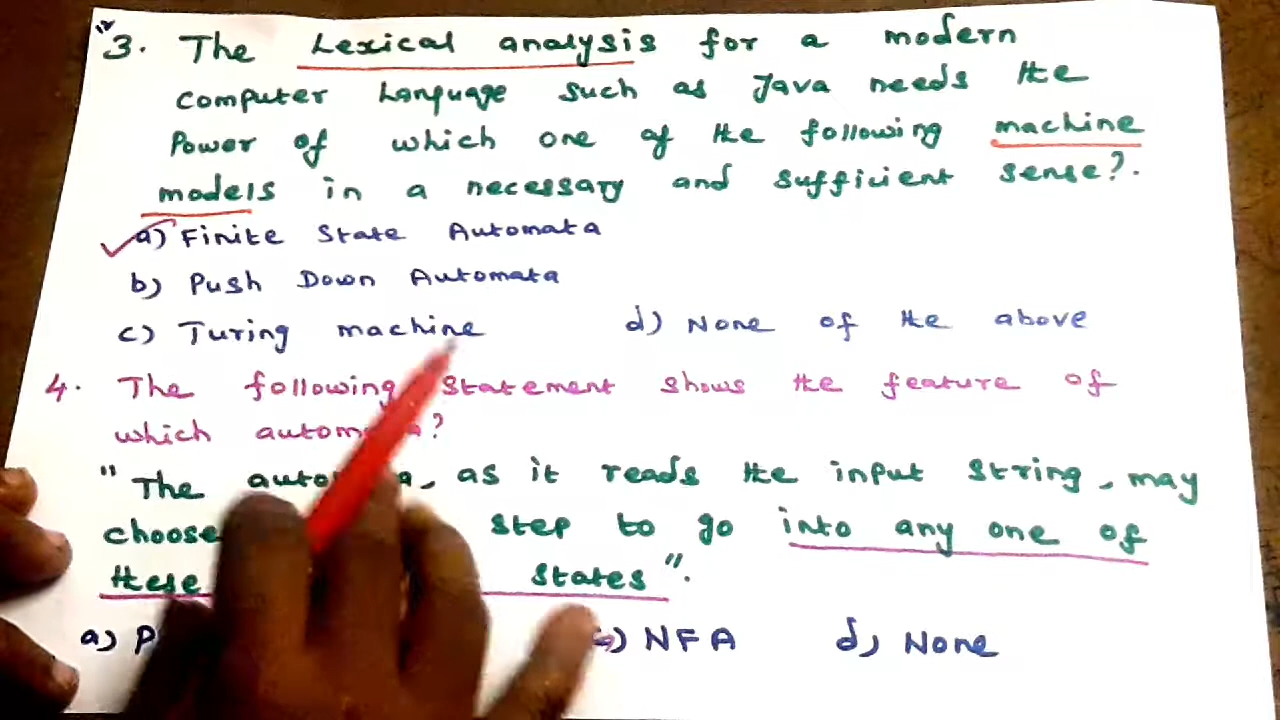 3. The Lexical analysis for a modern
computer Language such as Java needs the
Power of which one of the following machine
models in a necessary and sufficient sense?.
a) Finite State Automata
b) Push Down Automata
c) Turing machine d) None of the above
4. The following statement shows the feature of
which ?
"The as it reads the input string, may
choose step to go into any one of
these states".
a) c) NFA d) None